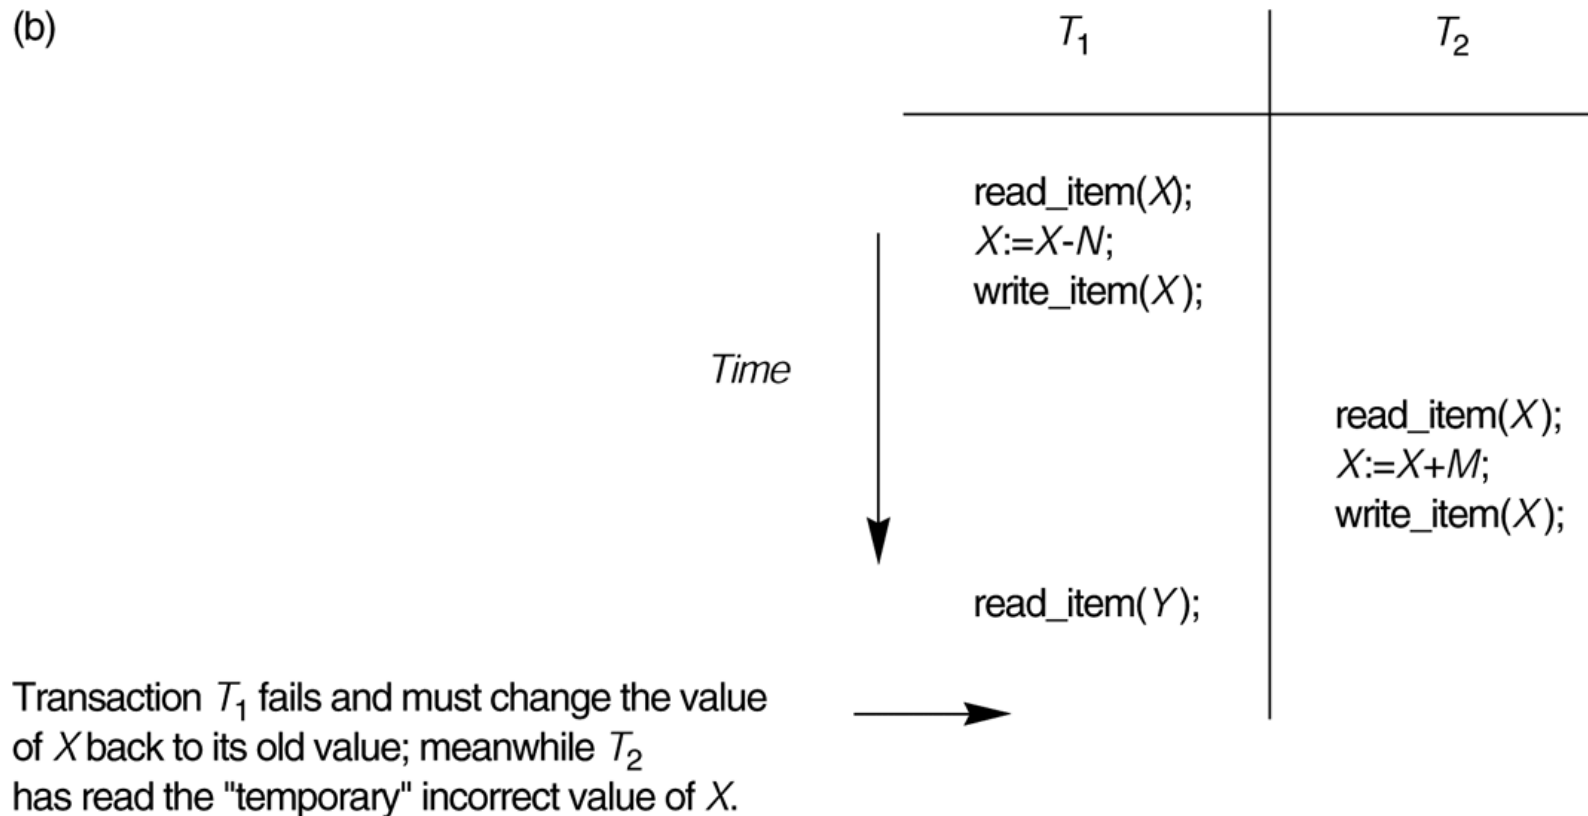 (b)
T₁ T₂
read_item(X);
X:=X-N;
write_item(X);
Time
read_item(X);
X:=X+M;
write_item(X);
read_item(Y);
Transaction T₁ fails and must change the value
of X back to its old value; meanwhile T₂
has read the "temporary" incorrect value of X.